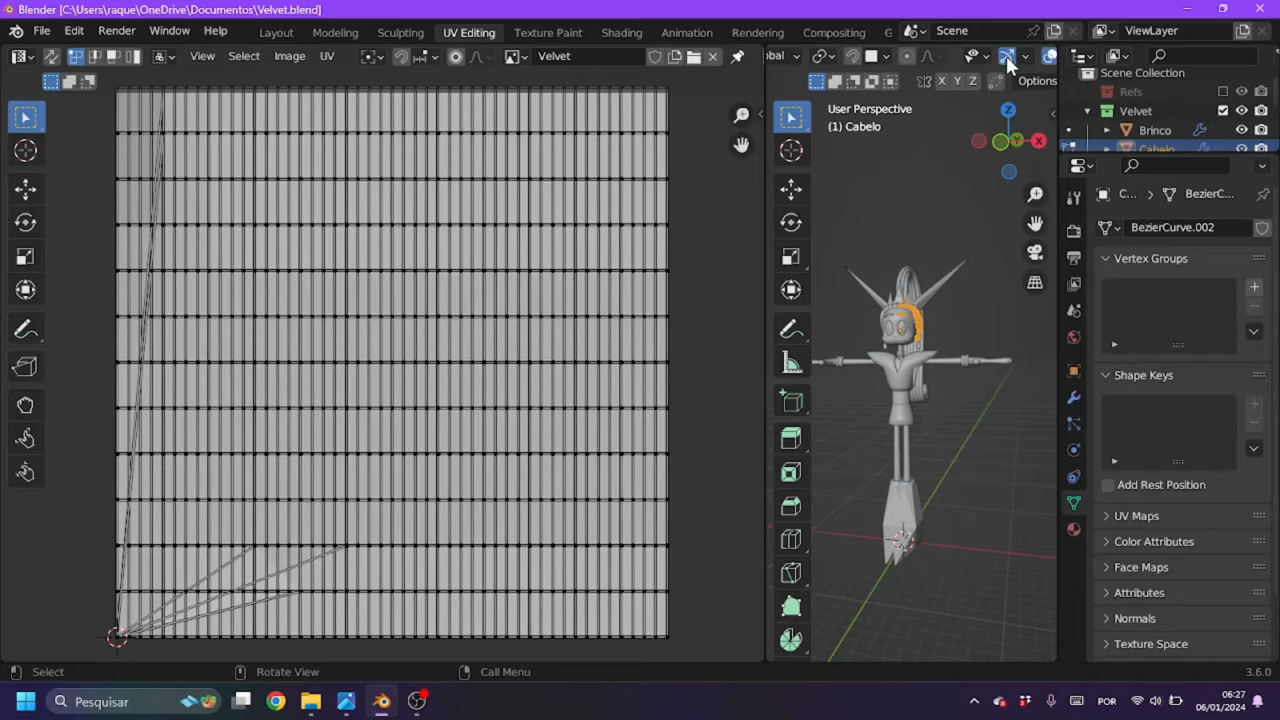 Blender [C:\Users\raque\OneDrive\Documentos\Velvet.blend]
File Edit Render Window Help Layout Modeling Sculpting UV Editing Texture Paint Shading Animation Rendering Compositing G Scene ViewLayer
View Select Image UV Velvet obal
X Y Z Options
User Perspective
(1) Cabelo
Z
Y
X
Scene Collection
Refs
Velvet
Brinco
Cabelo
C... BezierC...
BezierCurve.002
Vertex Groups
Shape Keys
Add Rest Position
UV Maps
Color Attributes
Face Maps
Attributes
Normals
Texture Space
Select Rotate View Call Menu 3.6.0
Pesquisar POR 06:27
06/01/2024